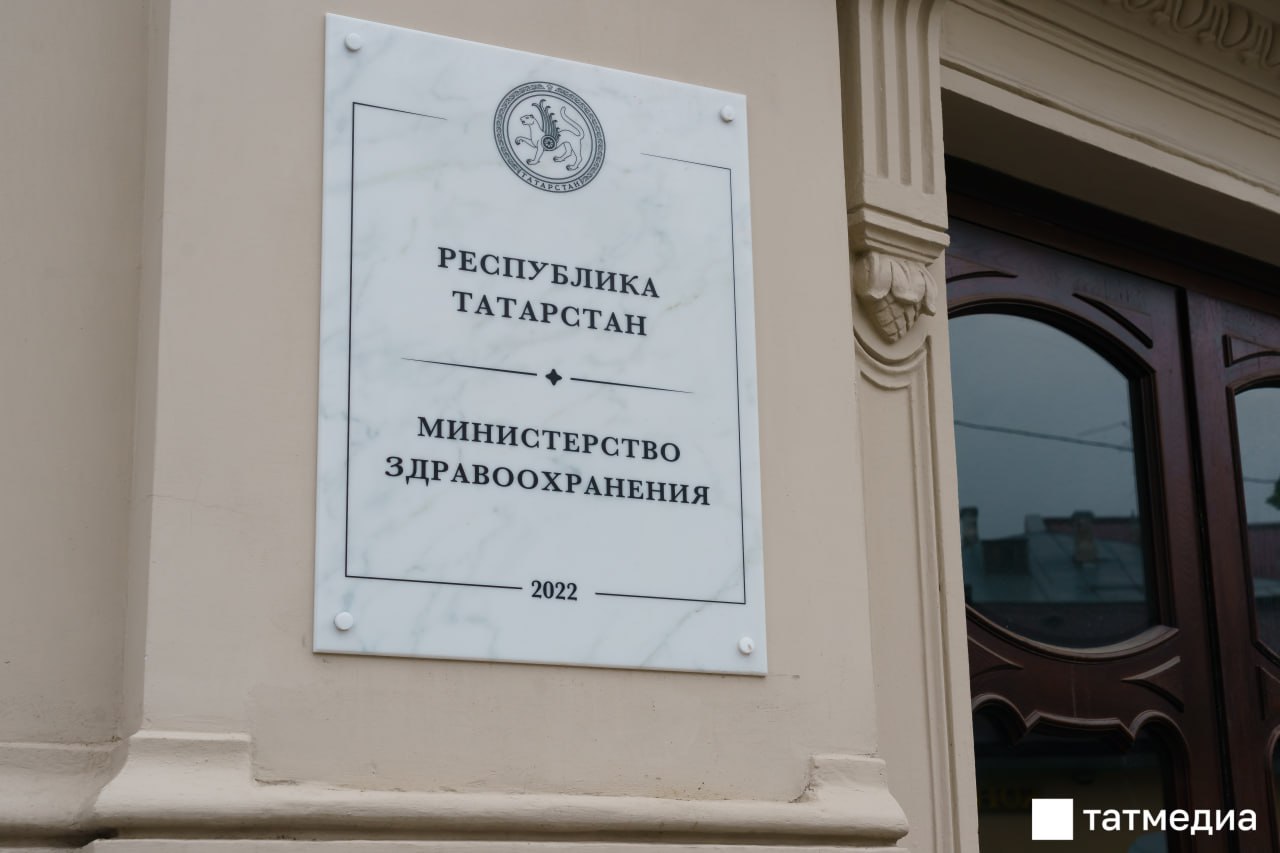 ТАТАРСТАН
РЕСПУБЛИКА
ТАТАРСТАН
МИНИСТЕРСТВО
ЗДРАВООХРАНЕНИЯ
2022
татмедиа